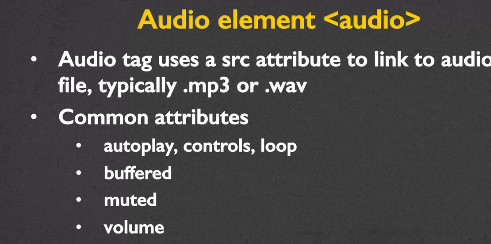 Audio element <audio>
• Audio tag uses a src attribute to link to audio
file, typically .mp3 or .wav
• Common attributes
• autoplay, controls, loop
• buffered
• muted
• volume